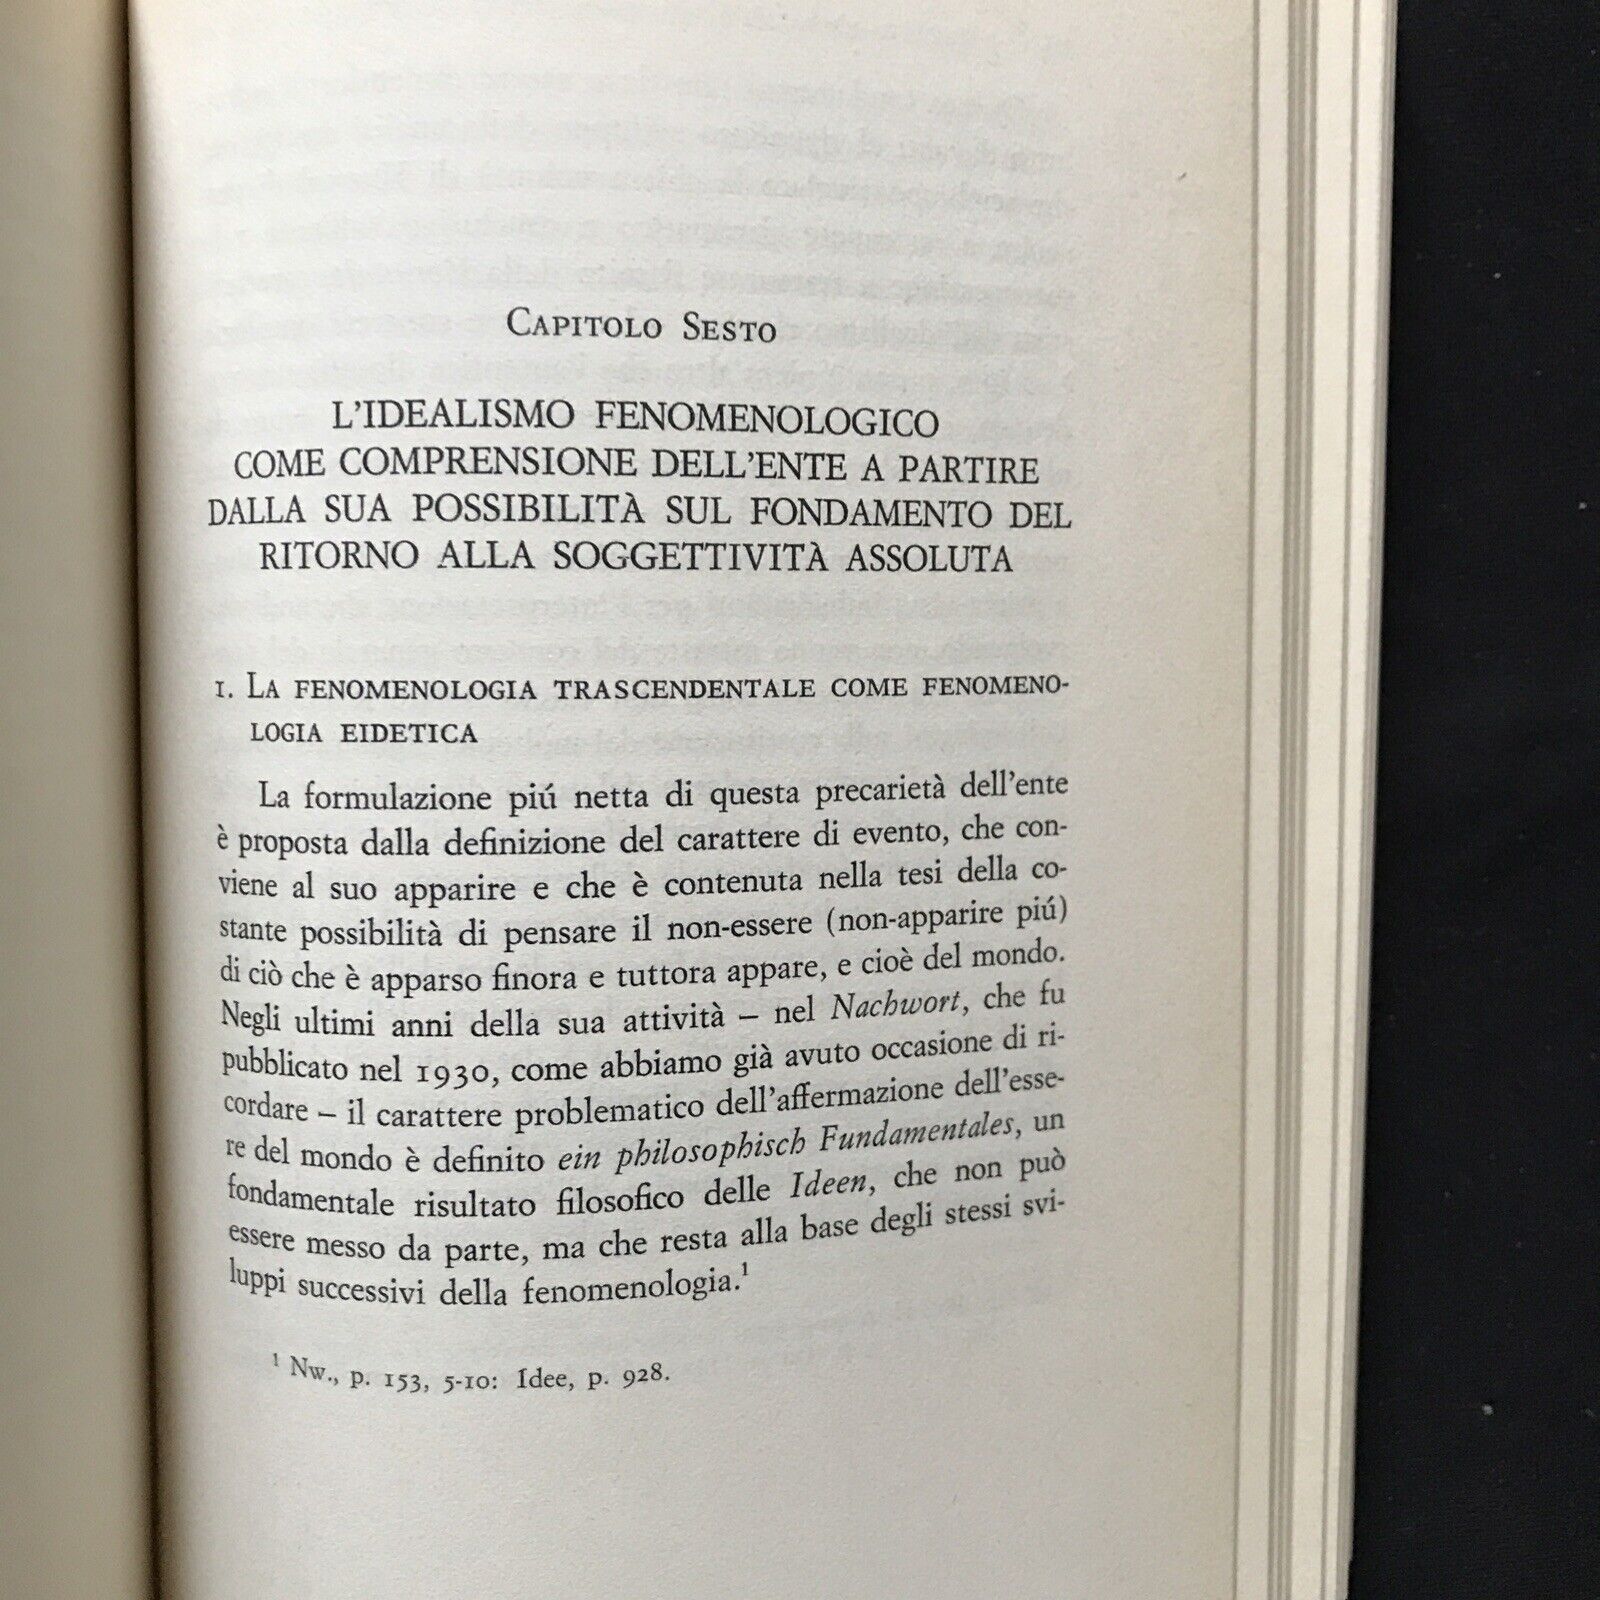 Capitolo Sesto
L'IDEALISMO FENOMENOLOGICO
COME COMPRENSIONE DELL'ENTE A PARTIRE
DALLA SUA POSSIBILITÀ SUL FONDAMENTO DEL
RITORNO ALLA SOGGETTIVITÀ ASSOLUTA
1. La fenomenologia trascendentale come fenomeno-
logia eidetica
La formulazione piú netta di questa precarietà dell'ente
è proposta dalla definizione del carattere di evento, che con-
viene al suo apparire e che è contenuta nella tesi della co-
stante possibilità di pensare il non-essere (non-apparire piú)
di ciò che è apparso finora e tuttora appare, e cioè del mondo.
Negli ultimi anni della sua attività – nel Nachwort, che fu
pubblicato nel 1930, come abbiamo già avuto occasione di ri-
cordare – il carattere problematico dell'affermazione dell'esse-
re del mondo è definito ein philosophisch Fundamentales, un
fondamentale risultato filosofico delle Ideen, che non può
essere messo da parte, ma che resta alla base degli stessi svi-
luppi successivi della fenomenologia.¹
¹ Nw., p. 153, 5-10: Idee, p. 928.